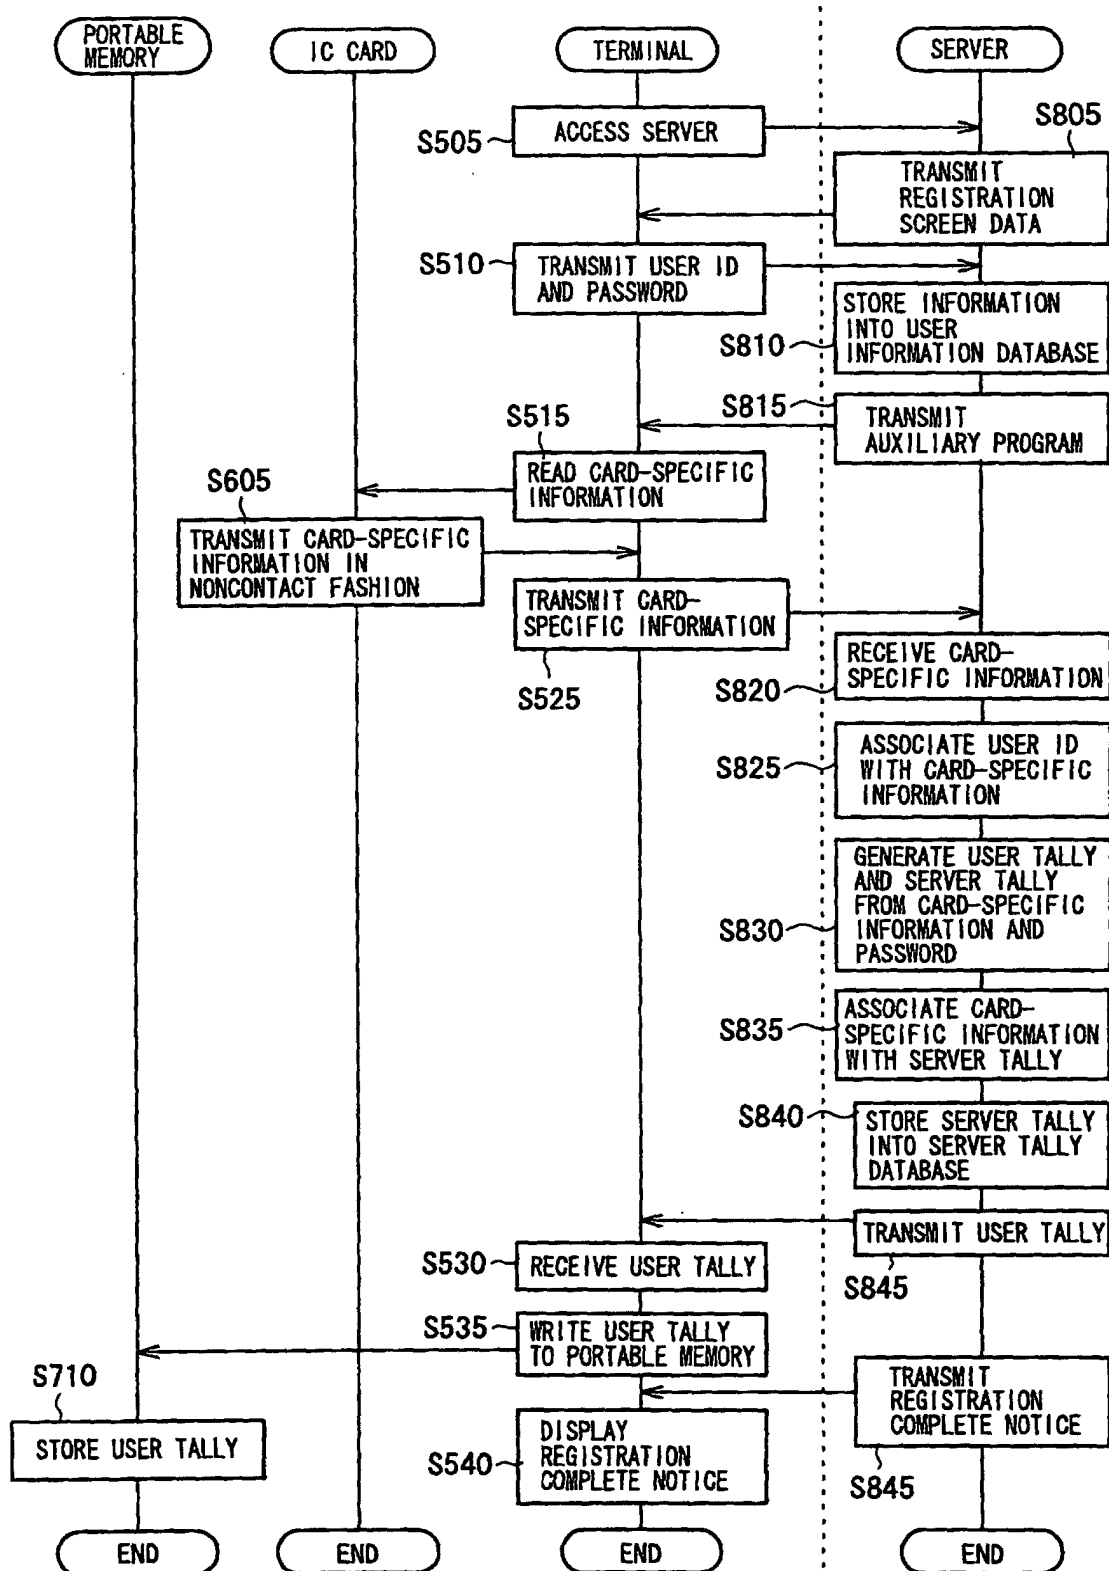 PORTABLE
MEMORY
IC CARD
TERMINAL
SERVER
S505
ACCESS SERVER
S805
TRANSMIT
REGISTRATION
SCREEN DATA
S510
TRANSMIT USER ID
AND PASSWORD
S810
STORE INFORMATION
INTO USER
INFORMATION DATABASE
S815
TRANSMIT
AUXILIARY PROGRAM
S515
READ CARD-SPECIFIC
INFORMATION
S605
TRANSMIT CARD-SPECIFIC
INFORMATION IN
NONCONTACT FASHION
TRANSMIT CARD-
SPECIFIC INFORMATION
S525
RECEIVE CARD-
SPECIFIC INFORMATION
S820
ASSOCIATE USER ID
WITH CARD-SPECIFIC
INFORMATION
S825
GENERATE USER TALLY
AND SERVER TALLY
FROM CARD-SPECIFIC
INFORMATION AND
PASSWORD
S830
ASSOCIATE CARD-
SPECIFIC INFORMATION
WITH SERVER TALLY
S835
S840
STORE SERVER TALLY
INTO SERVER TALLY
DATABASE
TRANSMIT USER TALLY
S845
S530
RECEIVE USER TALLY
S535
WRITE USER TALLY
TO PORTABLE MEMORY
S710
STORE USER TALLY
TRANSMIT
REGISTRATION
COMPLETE NOTICE
S845
S540
DISPLAY
REGISTRATION
COMPLETE NOTICE
END
END
END
END